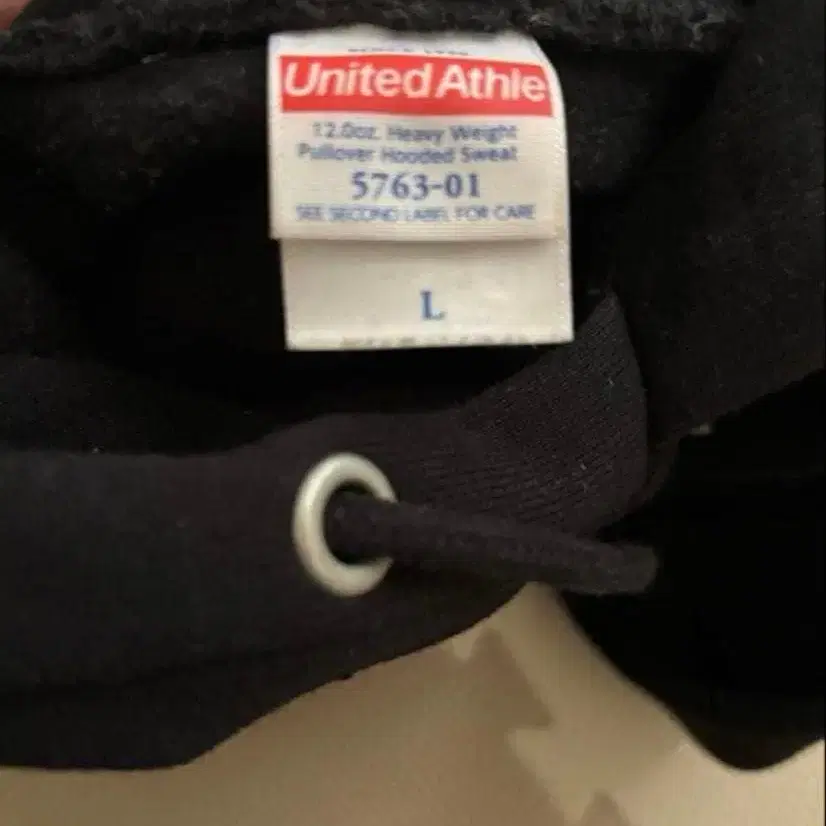 United Athle
12.0oz. Heavy Weight
Pullover Hooded Sweat
5763-01
SEE SECOND LABEL FOR CARE
L